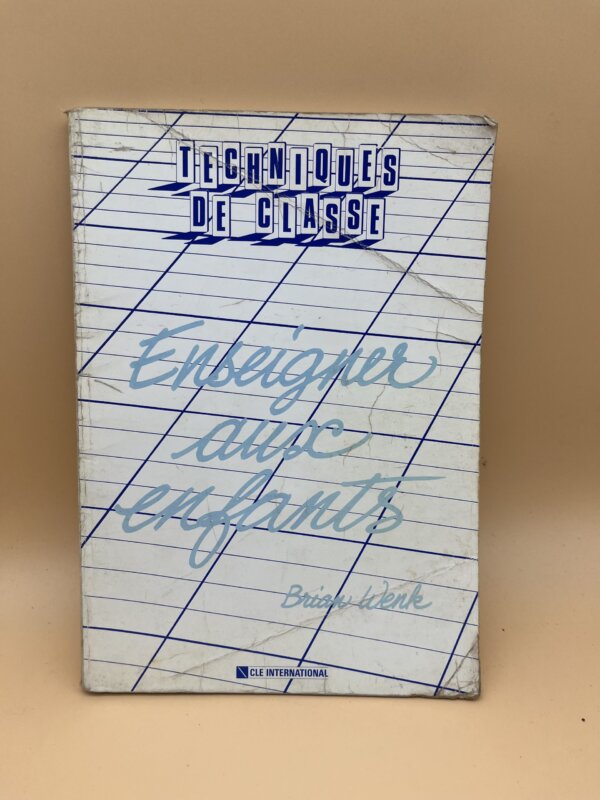 TECHNIQUES
DE CLASSE
Enseigner
aux
enfants
Brian Wenk
CLE INTERNATIONAL